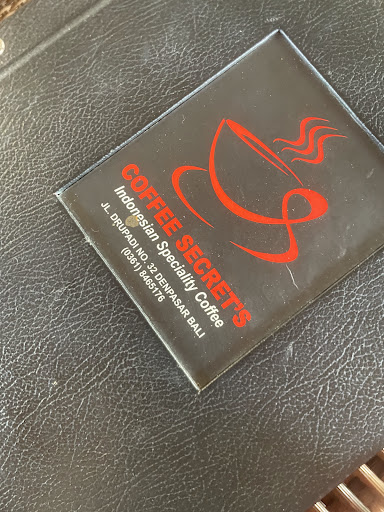 COFFEE SECRET'S
Indonesian Speciality Coffee
JL. DRUPADI NO. 32 DENPASAR BALI
(0361) 8465176